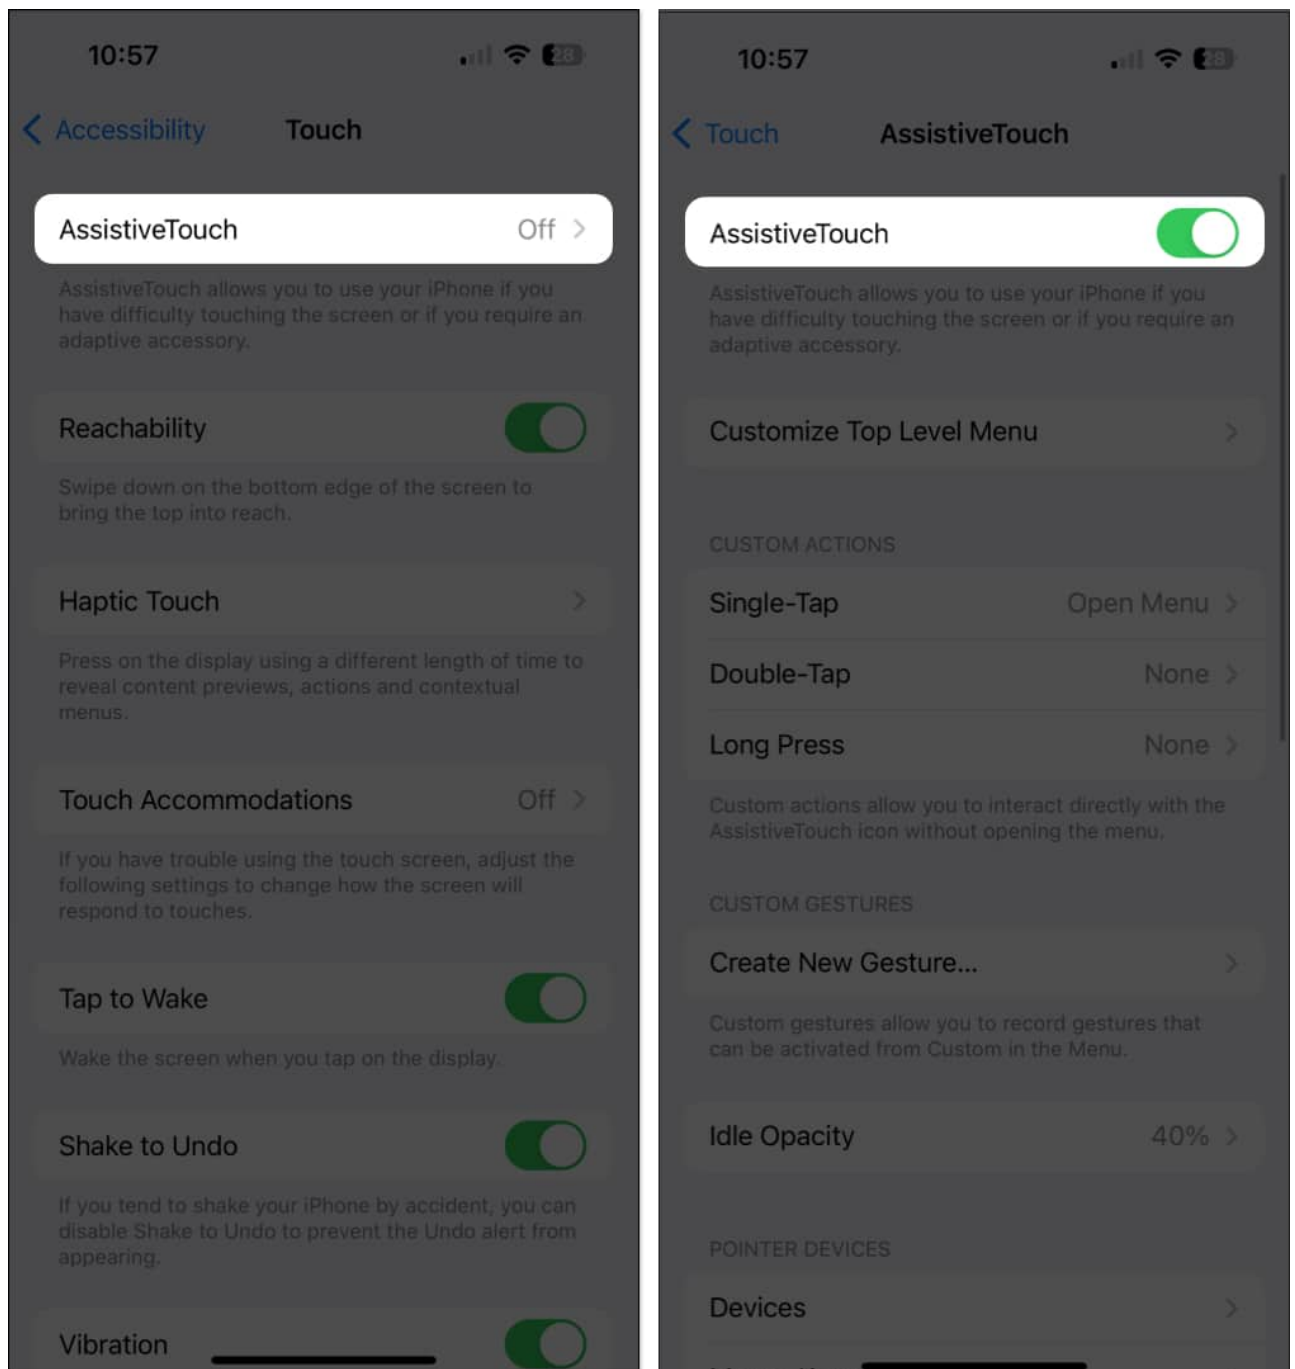 10:57
28
Accessibility
Touch
AssistiveTouch
Off
AssistiveTouch allows you to use your iPhone if you
have difficulty touching the screen or if you require an
adaptive accessory.
Reachability
Swipe down on the bottom edge of the screen to
bring the top into reach.
Haptic Touch
Press on the display using a different length of time to
reveal content previews, actions and contextual
menus.
Touch Accommodations
Off
If you have trouble using the touch screen, adjust the
following settings to change how the screen will
respond to touches.
Tap to Wake
Wake the screen when you tap on the display.
Shake to Undo
If you tend to shake your iPhone by accident, you can
disable Shake to Undo to prevent the Undo alert from
appearing.
Vibration
10:57
28
Touch
AssistiveTouch
AssistiveTouch
AssistiveTouch allows you to use your iPhone if you
have difficulty touching the screen or if you require an
adaptive accessory.
Customize Top Level Menu
CUSTOM ACTIONS
Single-Tap
Open Menu
Double-Tap
None
Long Press
None
Custom actions allow you to interact directly with the
AssistiveTouch icon without opening the menu.
CUSTOM GESTURES
Create New Gesture...
Custom gestures allow you to record gestures that
can be activated from Custom in the Menu.
Idle Opacity
40%
POINTER DEVICES
Devices